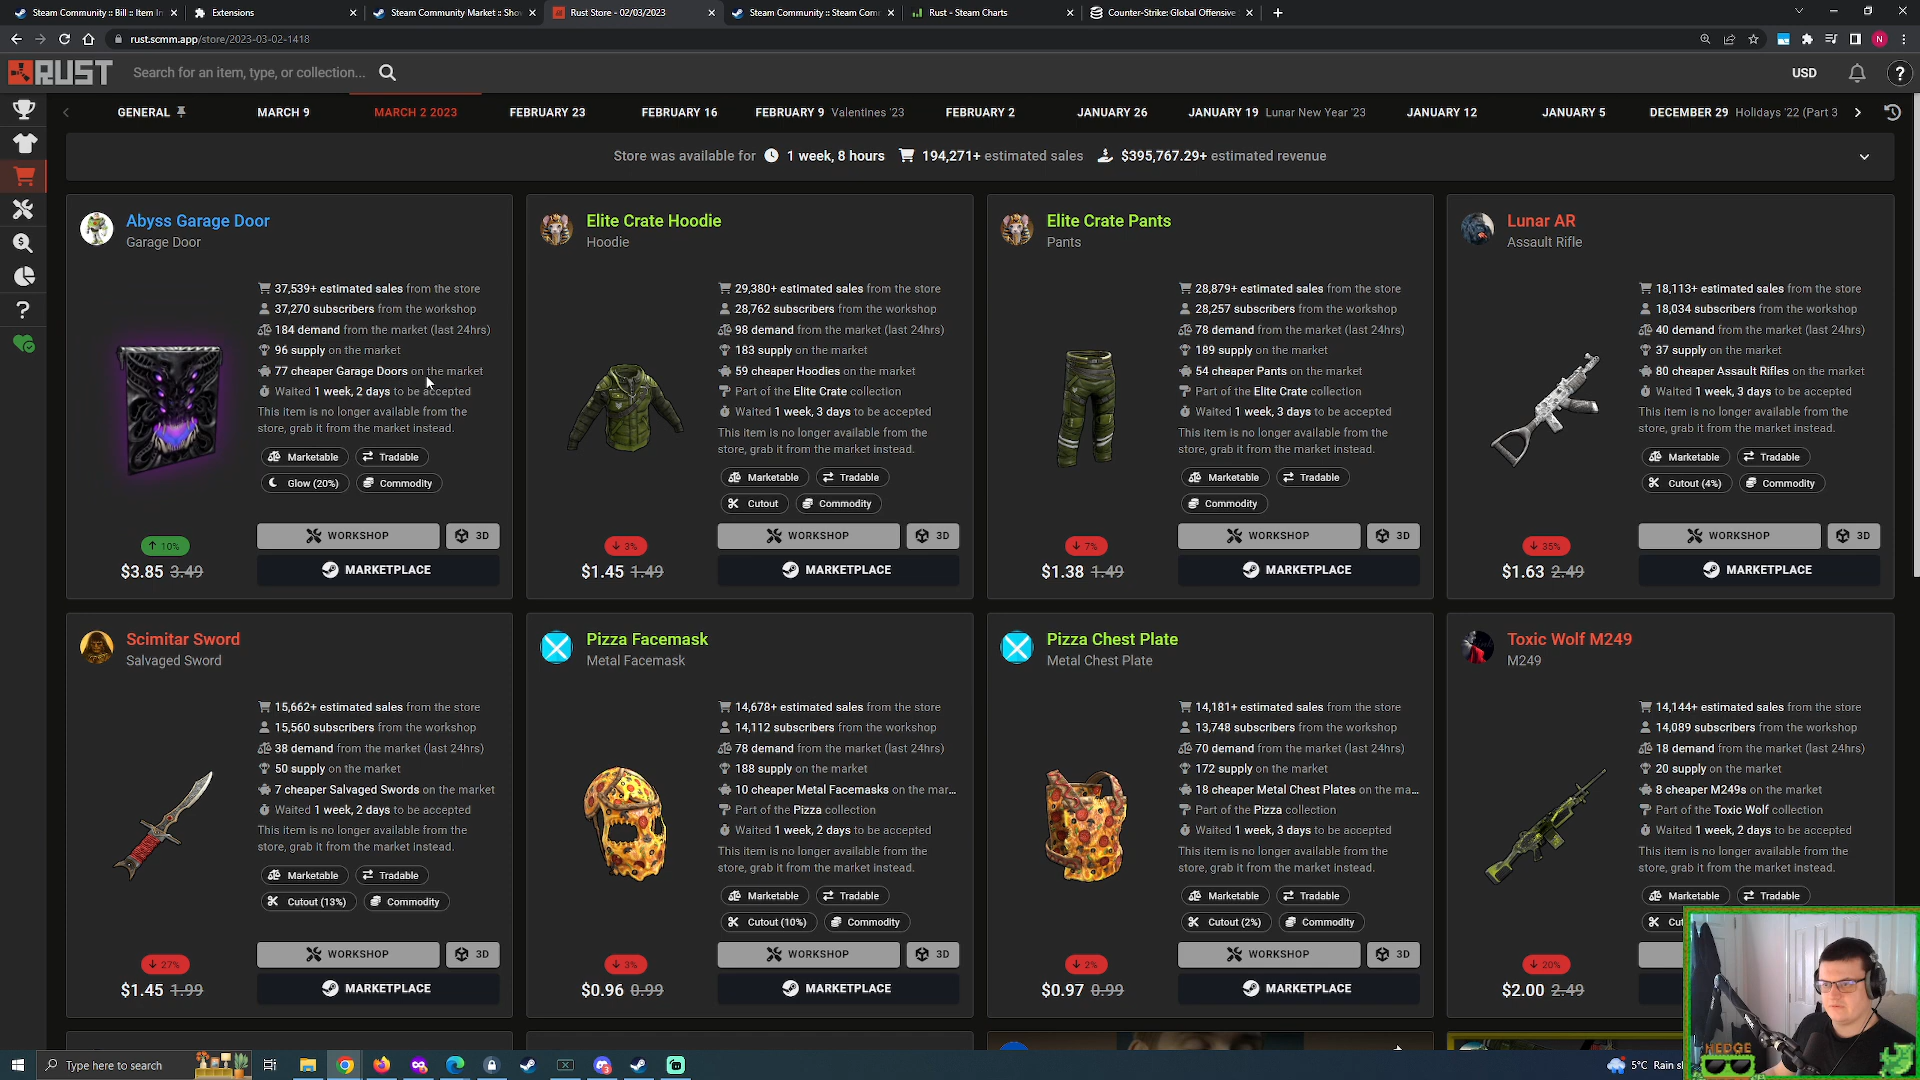 Steam Community :: Bill :: Item In
Extensions
Steam Community Market :: Sho
Rust Store - 02/03/2023
Steam Community :: Steam Com
Rust - Steam Charts
Counter-Strike: Global Offensive
rust.scmm.app/store/2023-03-02-1418
N
RUST
Search for an item, type, or collection...
USD
?
GENERAL
MARCH 9
MARCH 2 2023
FEBRUARY 23
FEBRUARY 16
FEBRUARY 9 Valentines '23
FEBRUARY 2
JANUARY 26
JANUARY 19 Lunar New Year '23
JANUARY 12
JANUARY 5
DECEMBER 29 Holidays '22 (Part 3
Store was available for 1 week, 8 hours 194,271+ estimated sales $395,767.29+ estimated revenue
Abyss Garage Door
Garage Door
37,539+ estimated sales from the store
37,270 subscribers from the workshop
184 demand from the market (last 24hrs)
96 supply on the market
77 cheaper Garage Doors on the market
Waited 1 week, 2 days to be accepted
This item is no longer available from the
store, grab it from the market instead.
Marketable Tradable
Glow (20%) Commodity
10%
$3.85 3.49
WORKSHOP 3D
MARKETPLACE
Elite Crate Hoodie
Hoodie
29,380+ estimated sales from the store
28,762 subscribers from the workshop
98 demand from the market (last 24hrs)
183 supply on the market
59 cheaper Hoodies on the market
Part of the Elite Crate collection
Waited 1 week, 3 days to be accepted
This item is no longer available from the
store, grab it from the market instead.
Marketable Tradable
Cutout Commodity
3%
$1.45 1.49
WORKSHOP 3D
MARKETPLACE
Elite Crate Pants
Pants
28,879+ estimated sales from the store
28,257 subscribers from the workshop
78 demand from the market (last 24hrs)
189 supply on the market
54 cheaper Pants on the market
Part of the Elite Crate collection
Waited 1 week, 3 days to be accepted
This item is no longer available from the
store, grab it from the market instead.
Marketable Tradable
Commodity
7%
$1.38 1.49
WORKSHOP 3D
MARKETPLACE
Lunar AR
Assault Rifle
18,113+ estimated sales from the store
18,034 subscribers from the workshop
40 demand from the market (last 24hrs)
37 supply on the market
80 cheaper Assault Rifles on the market
Waited 1 week, 3 days to be accepted
This item is no longer available from the
store, grab it from the market instead.
Marketable Tradable
Cutout (4%) Commodity
35%
$1.63 2.49
WORKSHOP 3D
MARKETPLACE
Scimitar Sword
Salvaged Sword
15,662+ estimated sales from the store
15,560 subscribers from the workshop
38 demand from the market (last 24hrs)
50 supply on the market
7 cheaper Salvaged Swords on the market
Waited 1 week, 2 days to be accepted
This item is no longer available from the
store, grab it from the market instead.
Marketable Tradable
Cutout (13%) Commodity
27%
$1.45 1.99
WORKSHOP 3D
MARKETPLACE
Pizza Facemask
Metal Facemask
14,678+ estimated sales from the store
14,112 subscribers from the workshop
78 demand from the market (last 24hrs)
188 supply on the market
10 cheaper Metal Facemasks on the mar...
Part of the Pizza collection
Waited 1 week, 2 days to be accepted
This item is no longer available from the
store, grab it from the market instead.
Marketable Tradable
Cutout (10%) Commodity
3%
$0.96 0.99
WORKSHOP 3D
MARKETPLACE
Pizza Chest Plate
Metal Chest Plate
14,181+ estimated sales from the store
13,748 subscribers from the workshop
70 demand from the market (last 24hrs)
172 supply on the market
18 cheaper Metal Chest Plates on the ma...
Part of the Pizza collection
Waited 1 week, 3 days to be accepted
This item is no longer available from the
store, grab it from the market instead.
Marketable Tradable
Cutout (2%) Commodity
2%
$0.97 0.99
WORKSHOP 3D
MARKETPLACE
Toxic Wolf M249
M249
14,144+ estimated sales from the store
14,089 subscribers from the workshop
18 demand from the market (last 24hrs)
20 supply on the market
8 cheaper M249s on the market
Part of the Toxic Wolf collection
Waited 1 week, 2 days to be accepted
This item is no longer available from the
store, grab it from the market instead.
Marketable Tradable
Cut
20%
$2.00 2.49
HEDGE
Type here to search
5°C Rain s